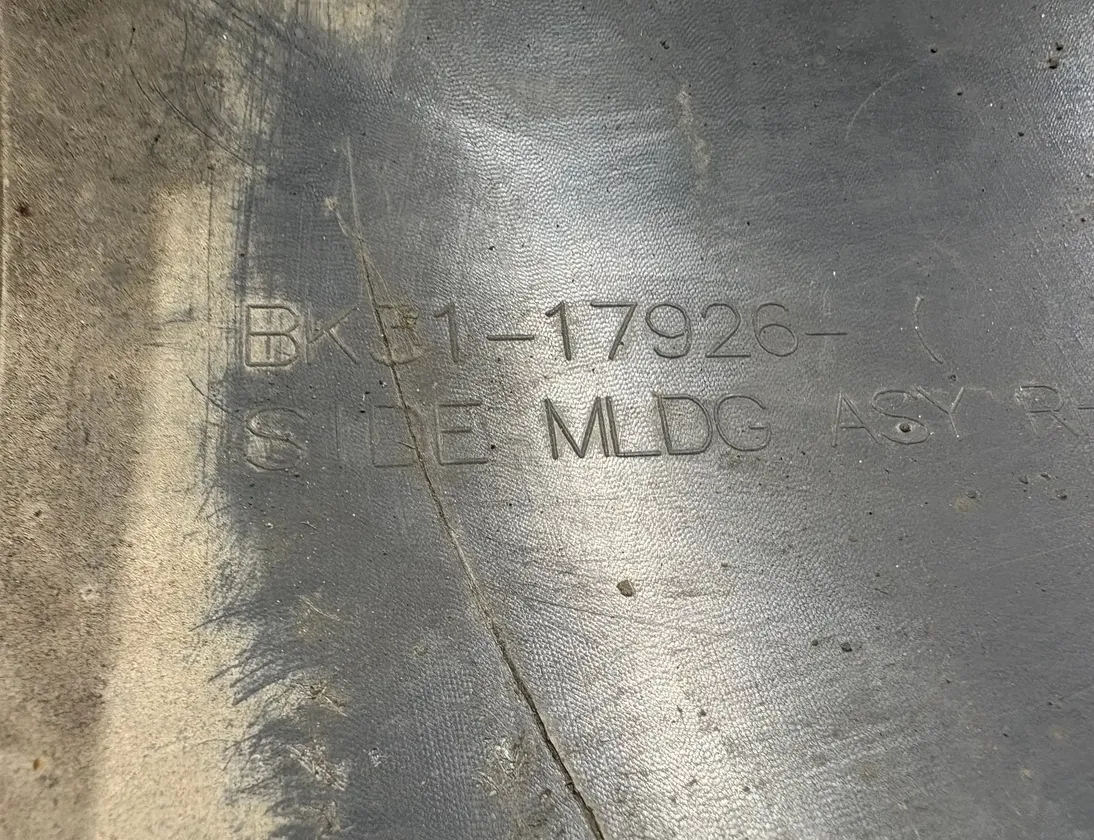 BK31-17926-
SIDE MLDG ASY R-